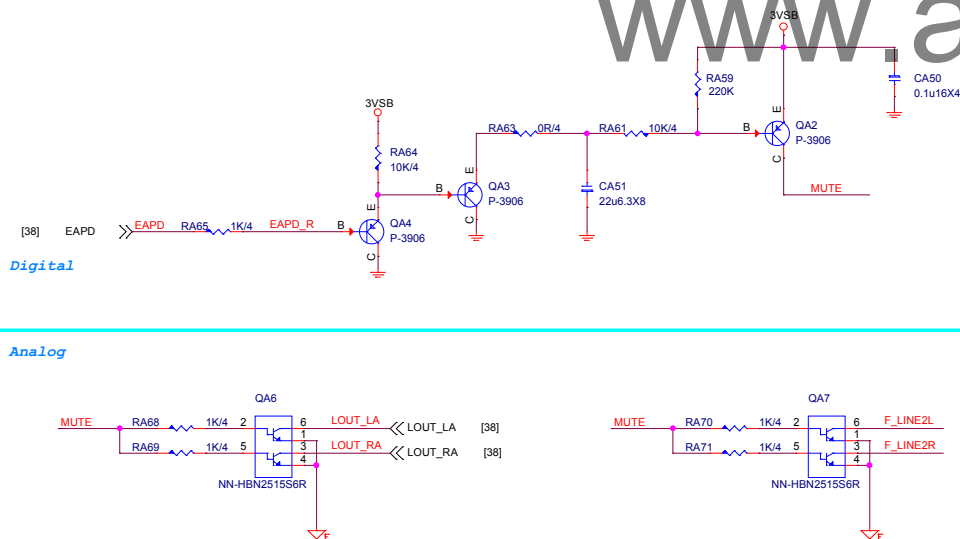 www.a
3VSB
RA59
220K
CA50
0.1u16X4
3VSB
RA64
10K/4
RA63 0R/4
RA61 10K/4
E
B
C
QA2
P-3906
MUTE
E
B
C
QA3
P-3906
CA51
22u6.3X8
[38] EAPD EAPD RA65 1K/4 EAPD_R
E
B
C
QA4
P-3906
Digital
Analog
QA6
MUTE RA68 1K/4 2 6 LOUT_LA LOUT_LA [38]
1
RA69 1K/4 5 3 LOUT_RA LOUT_RA [38]
4
NN-HBN2515S6R
F
QA7
MUTE RA70 1K/4 2 6 F_LINE2L
1
RA71 1K/4 5 3 F_LINE2R
4
NN-HBN2515S6R
F